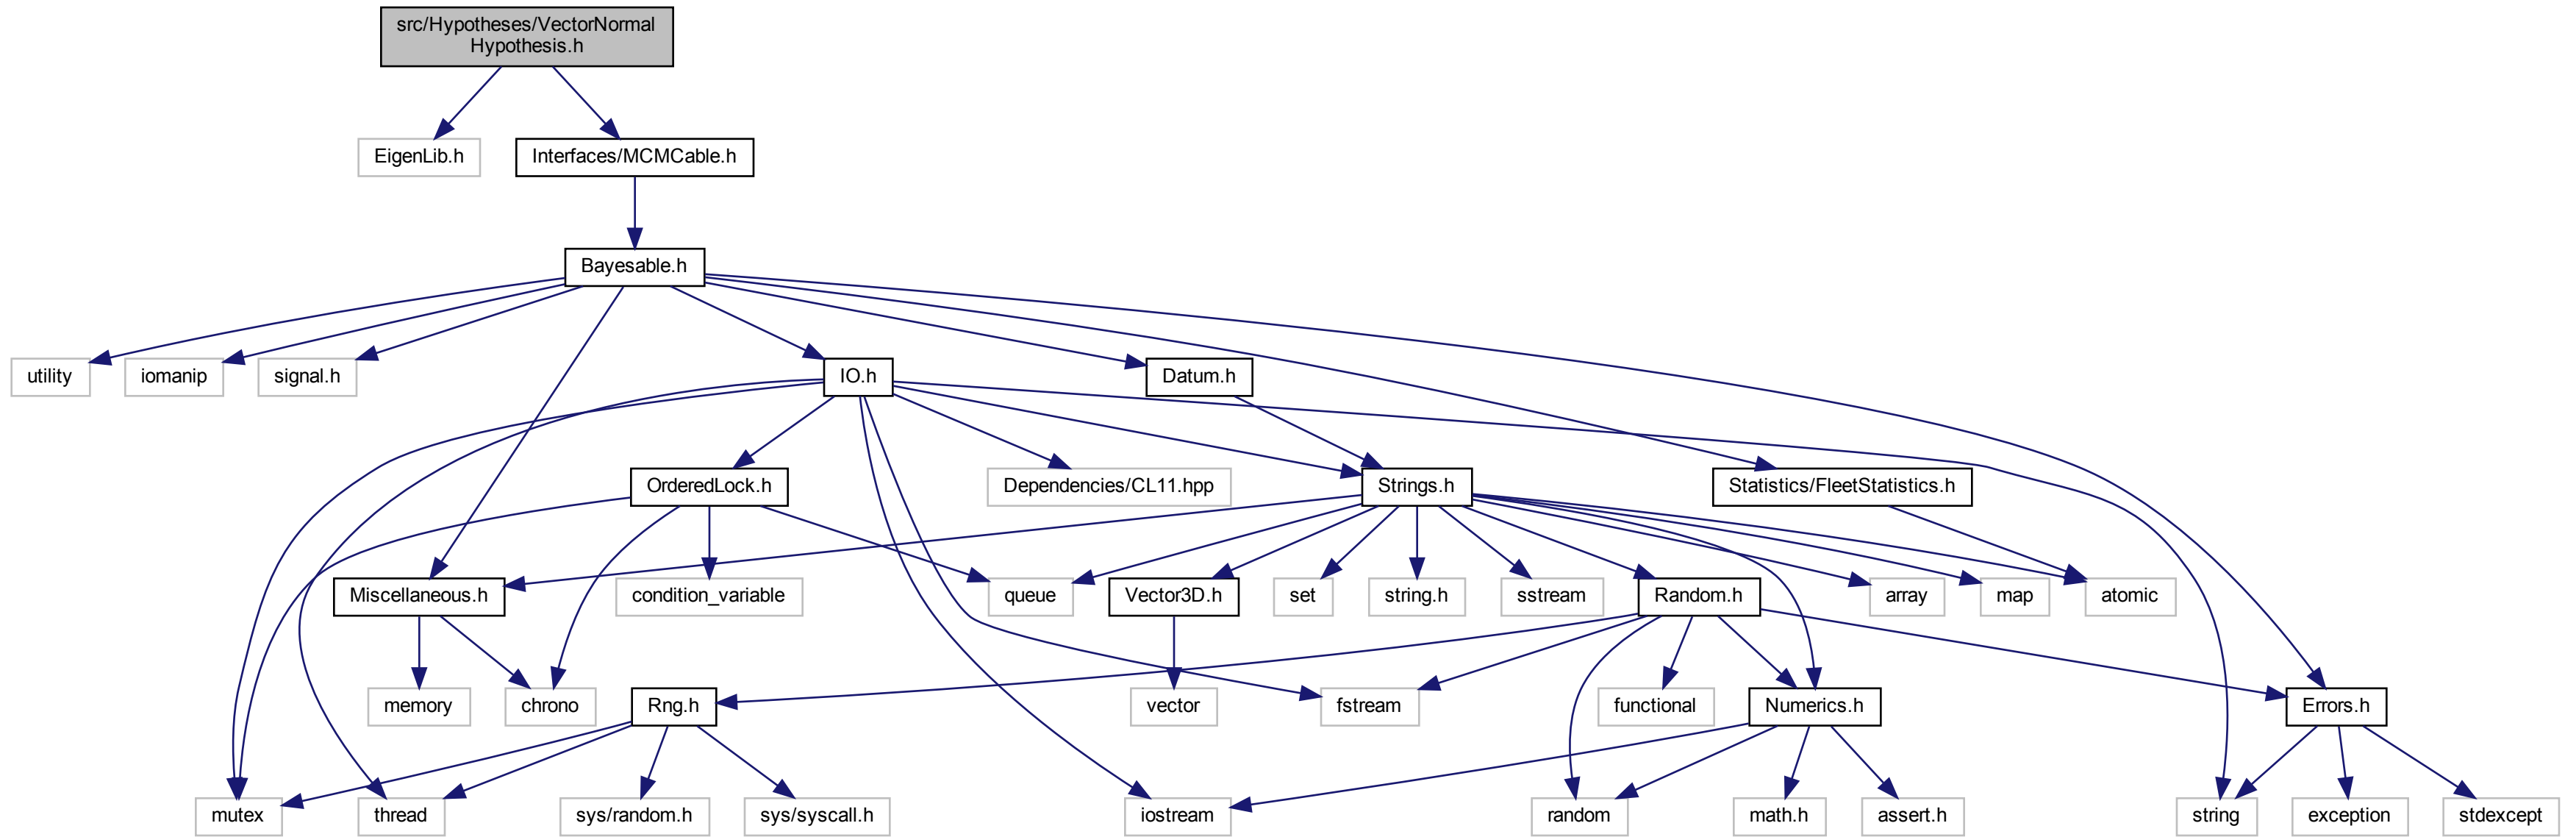 src/Hypotheses/VectorNormal
Hypothesis.h
EigenLib.h
Interfaces/MCMCable.h
Bayesable.h
utility
iomanip
signal.h
IO.h
Datum.h
OrderedLock.h
Dependencies/CL11.hpp
Strings.h
Statistics/FleetStatistics.h
Miscellaneous.h
condition_variable
queue
Vector3D.h
set
string.h
sstream
Random.h
array
map
atomic
memory
chrono
Rng.h
vector
fstream
functional
Numerics.h
Errors.h
mutex
thread
sys/random.h
sys/syscall.h
iostream
random
math.h
assert.h
string
exception
stdexcept